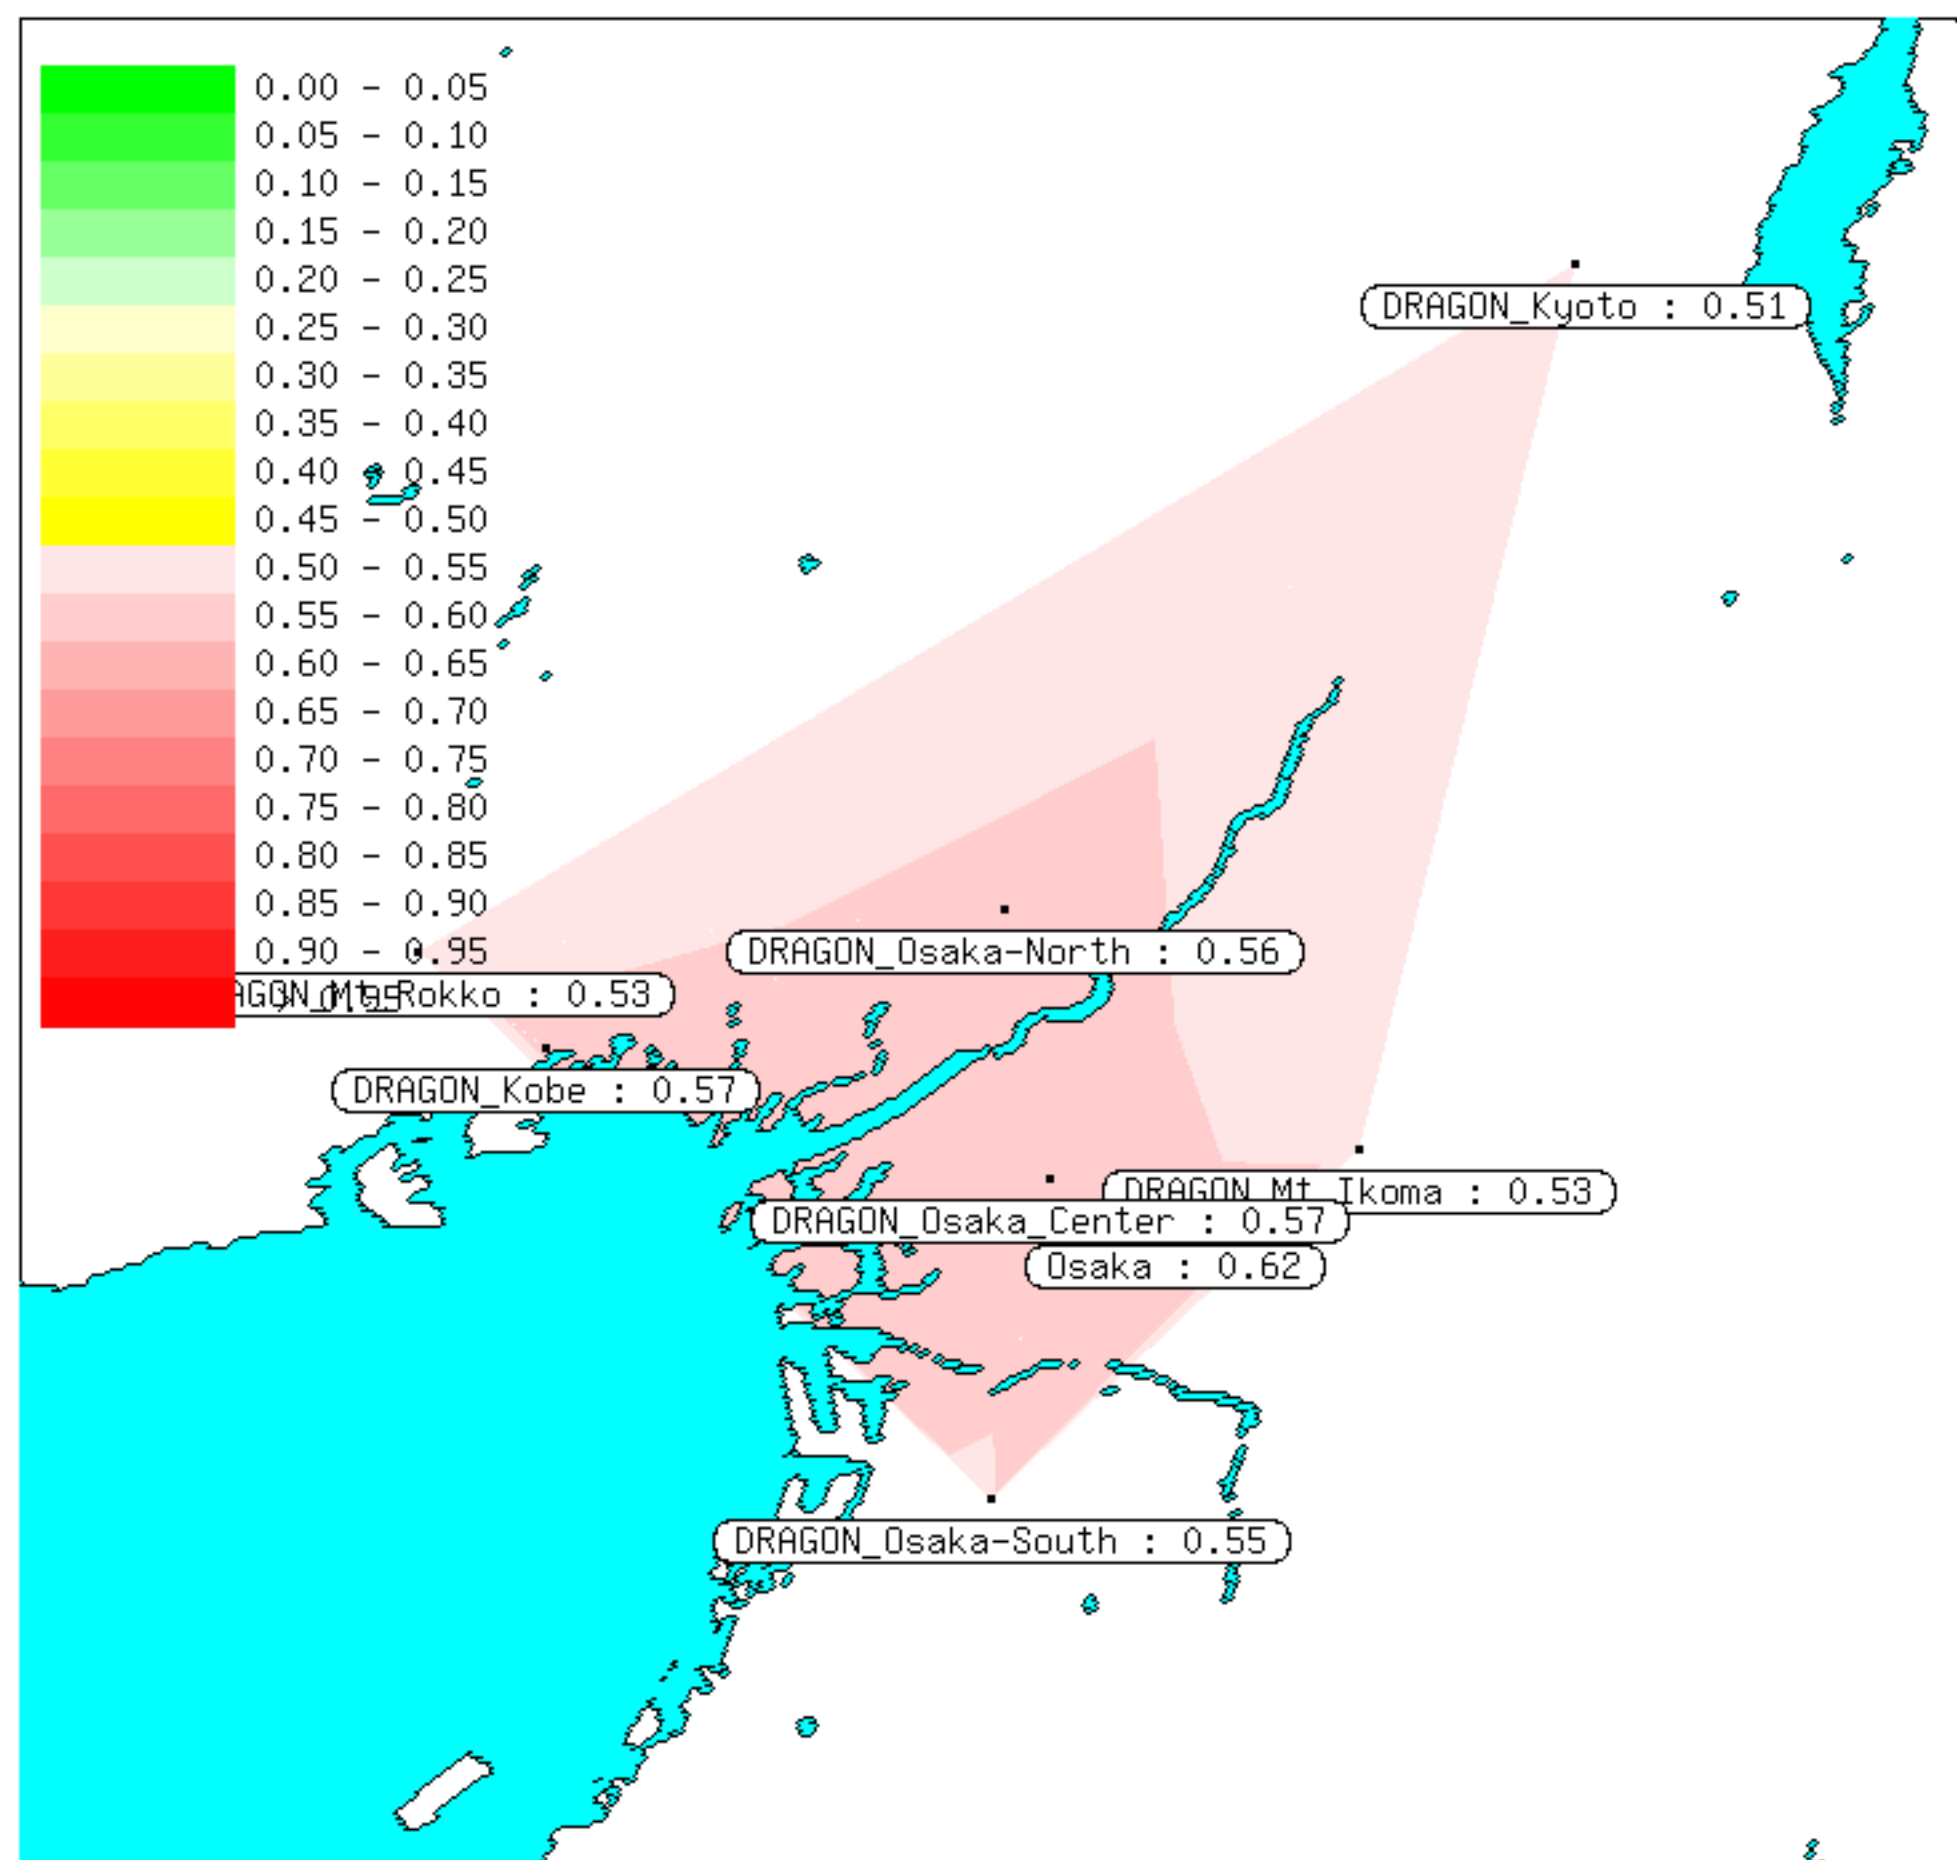 0.00 - 0.05
0.05 - 0.10
0.10 - 0.15
0.15 - 0.20
0.20 - 0.25
0.25 - 0.30
DRAGON_Kyoto : 0.51
0.30 - 0.35
0.35 - 0.40
0.40 - 0.45
0.45 - 0.50
0.50 - 0.55
0.55 - 0.60
0.60 - 0.65
0.65 - 0.70
0.70 - 0.75
0.75 - 0.80
0.80 - 0.85
0.85 - 0.90
0.90 - 0.95
DRAGON_Osaka-North : 0.56
> 0.95
AGON_Mt_Rokko : 0.53
DRAGON_Kobe : 0.57
DRAGON_Mt_Ikoma : 0.53
DRAGON_Osaka_Center : 0.57
Osaka : 0.62
DRAGON_Osaka-South : 0.55